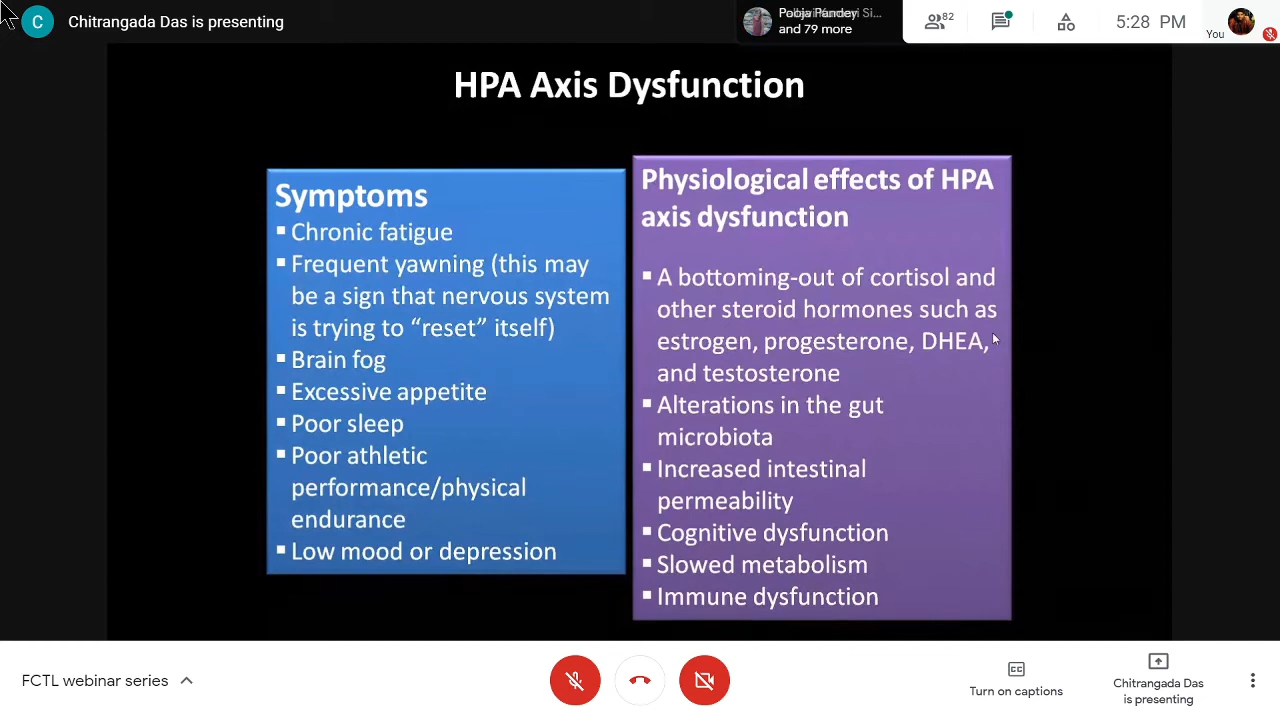 C
Chitrangada Das is presenting
Pooja Pandey
and 79 more
82
5:28 PM
You
HPA Axis Dysfunction
Symptoms
▪ Chronic fatigue
▪ Frequent yawning (this may
be a sign that nervous system
is trying to “reset” itself)
▪ Brain fog
▪ Excessive appetite
▪ Poor sleep
▪ Poor athletic
performance/physical
endurance
▪ Low mood or depression
Physiological effects of HPA
axis dysfunction
▪ A bottoming-out of cortisol and
other steroid hormones such as
estrogen, progesterone, DHEA,
and testosterone
▪ Alterations in the gut
microbiota
▪ Increased intestinal
permeability
▪ Cognitive dysfunction
▪ Slowed metabolism
▪ Immune dysfunction
FCTL webinar series
CC
Turn on captions
Chitrangada Das
is presenting